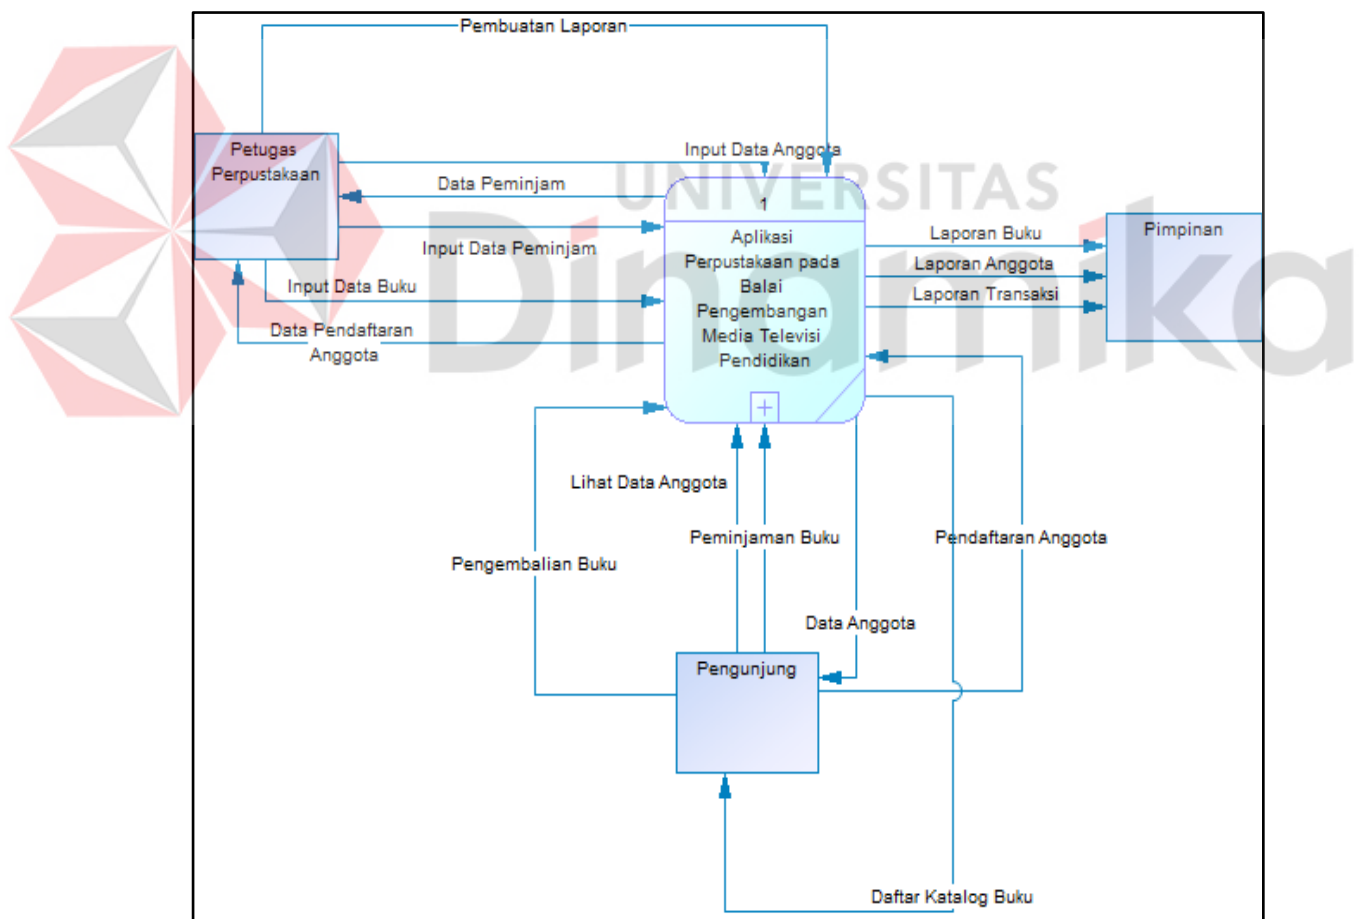 Pembuatan Laporan
Petugas
Perpustakaan
Input Data Anggota
Data Peminjam
Input Data Peminjam
Input Data Buku
Data Pendaftaran
Anggota
UNIVERSITAS
Dinamika
1
Aplikasi
Perpustakaan pada
Balai
Pengembangan
Media Televisi
Pendidikan
+
Laporan Buku
Laporan Anggota
Laporan Transaksi
Pimpinan
Lihat Data Anggota
Peminjaman Buku
Pendaftaran Anggota
Pengembalian Buku
Data Anggota
Pengunjung
Daftar Katalog Buku